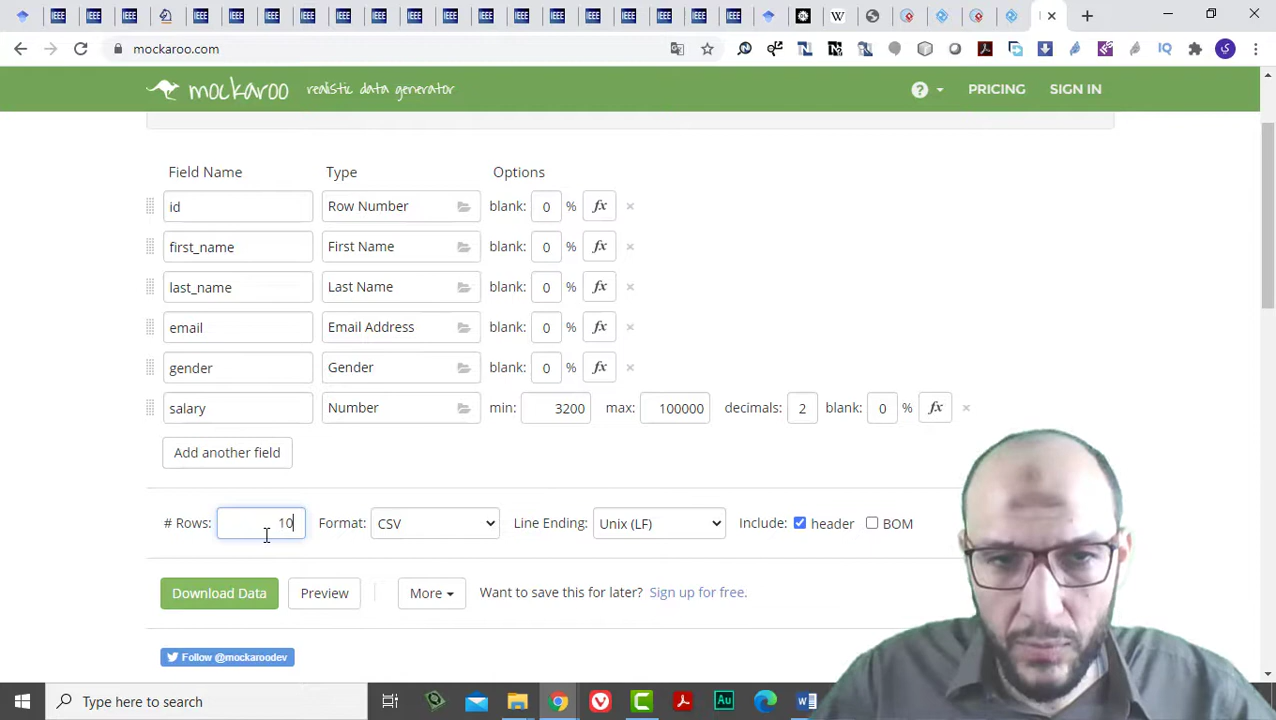 mockaroo.com
mockaroo realistic data generator
PRICING
SIGN IN
Field Name
Type
Options
id
Row Number
blank: 0 % fx ×
first_name
First Name
blank: 0 % fx ×
last_name
Last Name
blank: 0 % fx ×
email
Email Address
blank: 0 % fx ×
gender
Gender
blank: 0 % fx ×
salary
Number
min: 3200 max: 100000 decimals: 2 blank: 0 % fx ×
Add another field
# Rows: 10 Format: CSV Line Ending: Unix (LF) Include: header BOM
Download Data
Preview
More
Want to save this for later? Sign up for free.
Follow @mockaroodev
Type here to search